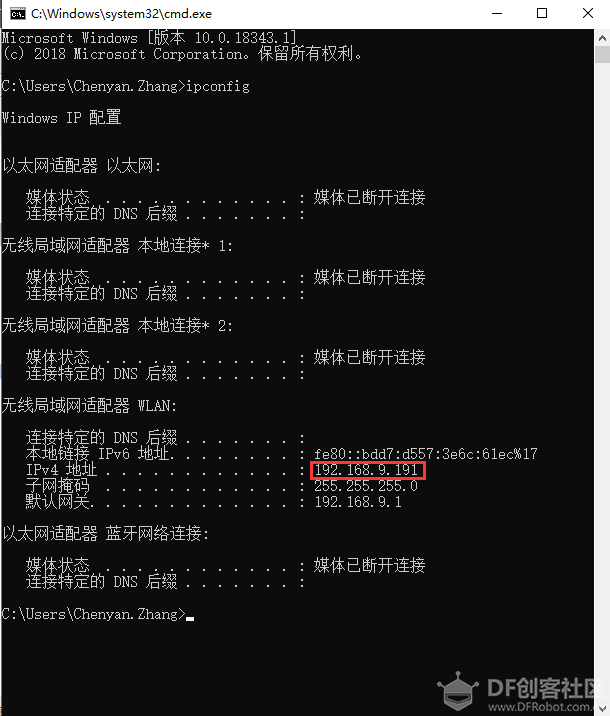 C:\Windows\system32\cmd.exe
Microsoft Windows [版本 10.0.18343.1]
(c) 2018 Microsoft Corporation。保留所有权利。
C:\Users\Chenyan.Zhang>ipconfig
Windows IP 配置
以太网适配器 以太网:
媒体状态 . . . . . . . . . . . . : 媒体已断开连接
连接特定的 DNS 后缀 . . . . . . . :
无线局域网适配器 本地连接* 1:
媒体状态 . . . . . . . . . . . . : 媒体已断开连接
连接特定的 DNS 后缀 . . . . . . . :
无线局域网适配器 本地连接* 2:
媒体状态 . . . . . . . . . . . . : 媒体已断开连接
连接特定的 DNS 后缀 . . . . . . . :
无线局域网适配器 WLAN:
连接特定的 DNS 后缀 . . . . . . . :
本地链接 IPv6 地址. . . . . . . . : fe80::bdd7:d557:3e6c:61ec%17
IPv4 地址 . . . . . . . . . . . . : 192.168.9.191
子网掩码 . . . . . . . . . . . . : 255.255.255.0
默认网关. . . . . . . . . . . . . : 192.168.9.1
以太网适配器 蓝牙网络连接:
媒体状态 . . . . . . . . . . . . : 媒体已断开连接
连接特定的 DNS 后缀 . . . . . . . :
C:\Users\Chenyan.Zhang>
DF创客社区
www.DFRobot.com.cn